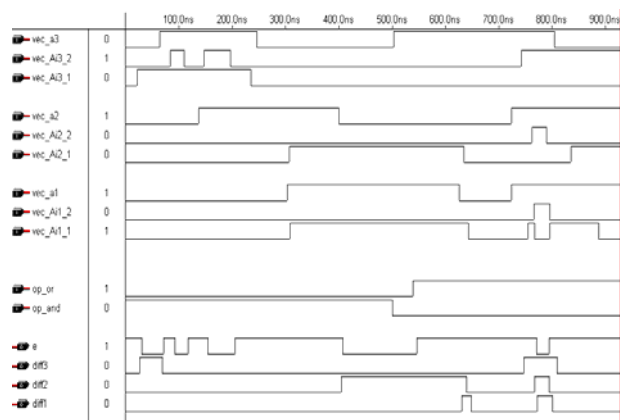 100.0ns 200.0ns 300.0ns 400.0ns 500.0ns 600.0ns 700.0ns 800.0ns 900.0ns
vec_a3 0
vec_Ai3_2 1
vec_Ai3_1 0
vec_a2 1
vec_Ai2_2 0
vec_Ai2_1 0
vec_a1 1
vec_Ai1_2 0
vec_Ai1_1 1
op_or 1
op_and 0
e 1
diff3 0
diff2 0
diff1 0